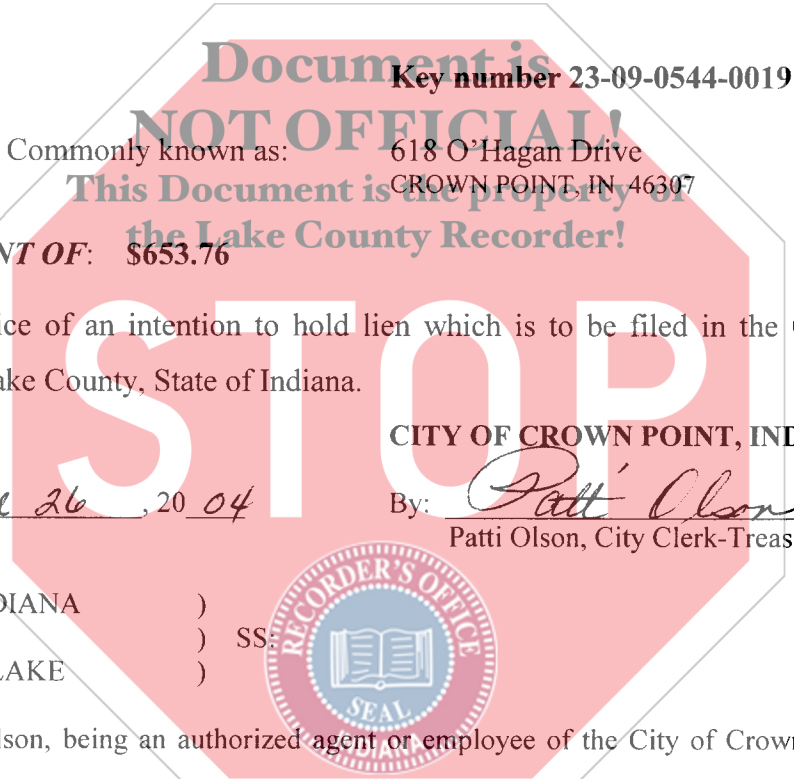 Document is
Key number 23-09-0544-0019
NOT OFFICIAL!
Commonly known as: 618 O'Hagan Drive
This Document is the property of
CROWN POINT, IN 46307
the Lake County Recorder!
NT OF: $653.76
ice of an intention to hold lien which is to be filed in the
ake County, State of Indiana.
STOP
CITY OF CROWN POINT, IND
26, 20 04 By: Patti Olson
Patti Olson, City Clerk-Treas
DIANA )
) SS:
LAKE )
RECORDER'S OFFICE
SEAL
INDIANA
lson, being an authorized agent or employee of the City of Crown